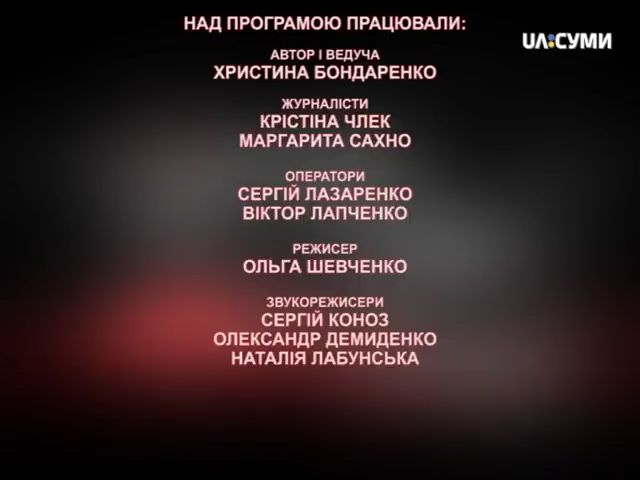 НАД ПРОГРАМОЮ ПРАЦЮВАЛИ:
UA:СУМИ
АВТОР І ВЕДУЧА
ХРИСТИНА БОНДАРЕНКО
ЖУРНАЛІСТИ
КРІСТІНА ЧЛЕК
МАРГАРИТА САХНО
ОПЕРАТОРИ
СЕРГІЙ ЛАЗАРЕНКО
ВІКТОР ЛАПЧЕНКО
РЕЖИСЕР
ОЛЬГА ШЕВЧЕНКО
ЗВУКОРЕЖИСЕРИ
СЕРГІЙ КОНОЗ
ОЛЕКСАНДР ДЕМИДЕНКО
НАТАЛІЯ ЛАБУНСЬКА